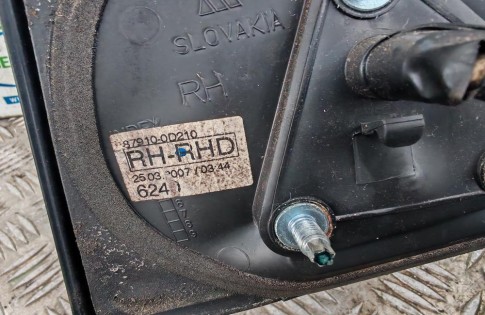 SLOVAKIA
RH
87910-0D210
RH-RHD
25.03.2007 / 03:44
624